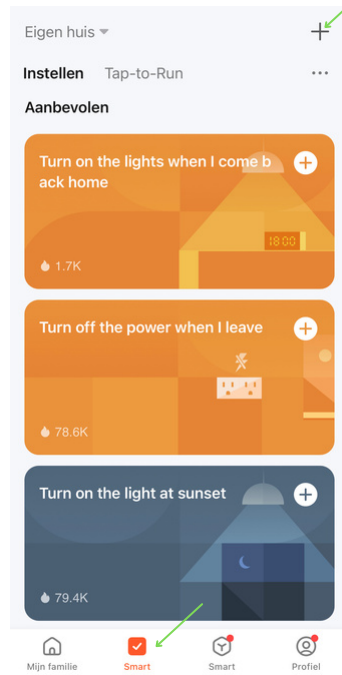 Eigen huis
Instellen Tap-to-Run
Aanbevolen
Turn on the lights when I come b
ack home
18:00
1.7K
Turn off the power when I leave
78.6K
Turn on the light at sunset
79.4K
Mijn familie Smart Smart Profiel